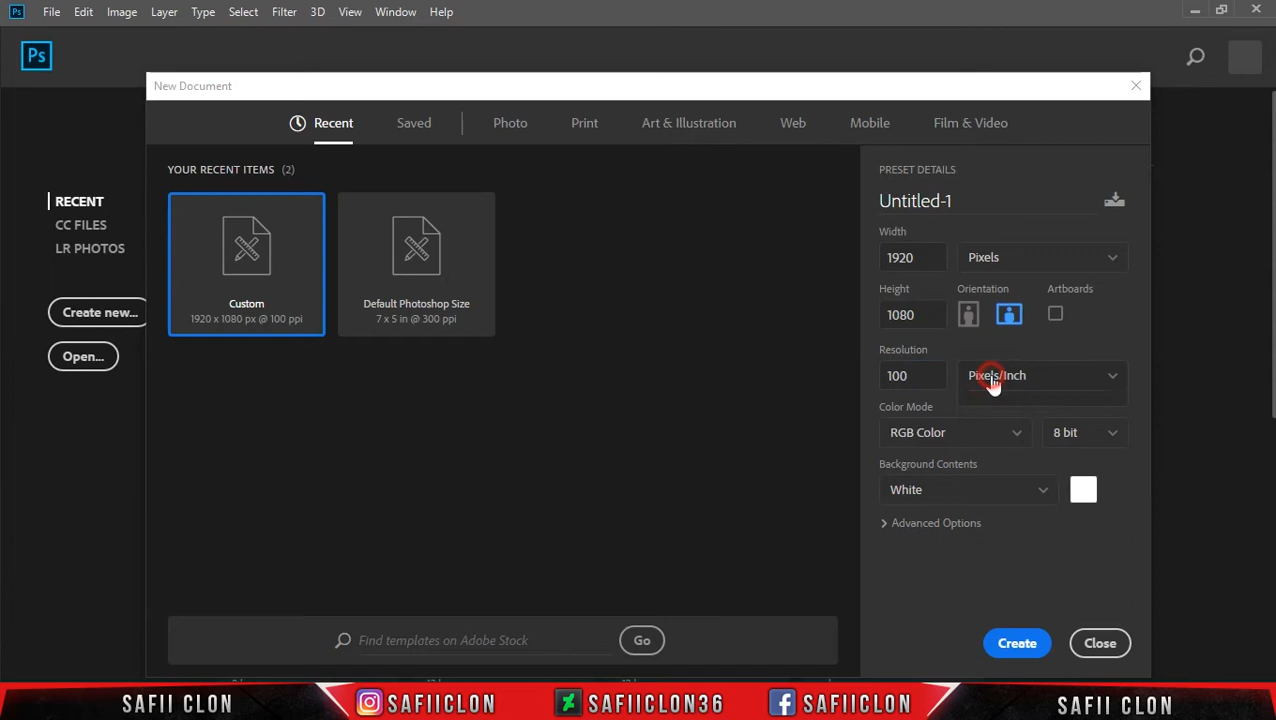 Ps File Edit Image Layer Type Select Filter 3D View Window Help
Ps
New Document
Recent Saved Photo Print Art & Illustration Web Mobile Film & Video
YOUR RECENT ITEMS (2)
Custom
1920 x 1080 px @ 100 ppi
Default Photoshop Size
7 x 5 in @ 300 ppi
RECENT
CC FILES
LR PHOTOS
Create new...
Open...
PRESET DETAILS
Untitled-1
Width
1920 Pixels
Height Orientation Artboards
1080
Resolution
100 Pixels/Inch
Color Mode
RGB Color 8 bit
Background Contents
White
Advanced Options
Find templates on Adobe Stock Go
Create Close
SAFII CLON SAFIICLON SAFIICLON36 SAFIICLON SAFII CLON